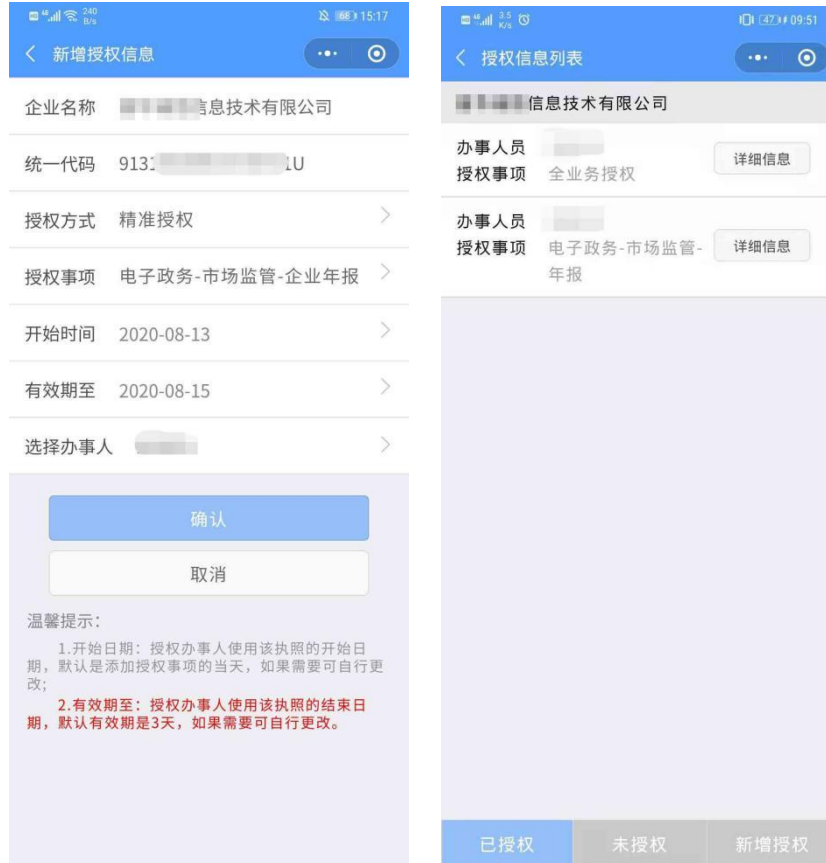 240
B/s
68
15:17
新增授权信息
企业名称 信息技术有限公司
统一代码 913 1U
授权方式 精准授权
授权事项 电子政务-市场监管-企业年报
开始时间 2020-08-13
有效期至 2020-08-15
选择办事人
确认
取消
温馨提示：
1.开始日期：授权办事人使用该执照的开始日
期，默认是添加授权事项的当天，如果需要可自行更
改;
2.有效期至：授权办事人使用该执照的结束日
期，默认有效期是3天，如果需要可自行更改。
3.5
K/s
47
09:51
授权信息列表
信息技术有限公司
办事人员
授权事项 全业务授权
详细信息
办事人员
授权事项 电子政务-市场监管-
年报
详细信息
已授权 未授权 新增授权